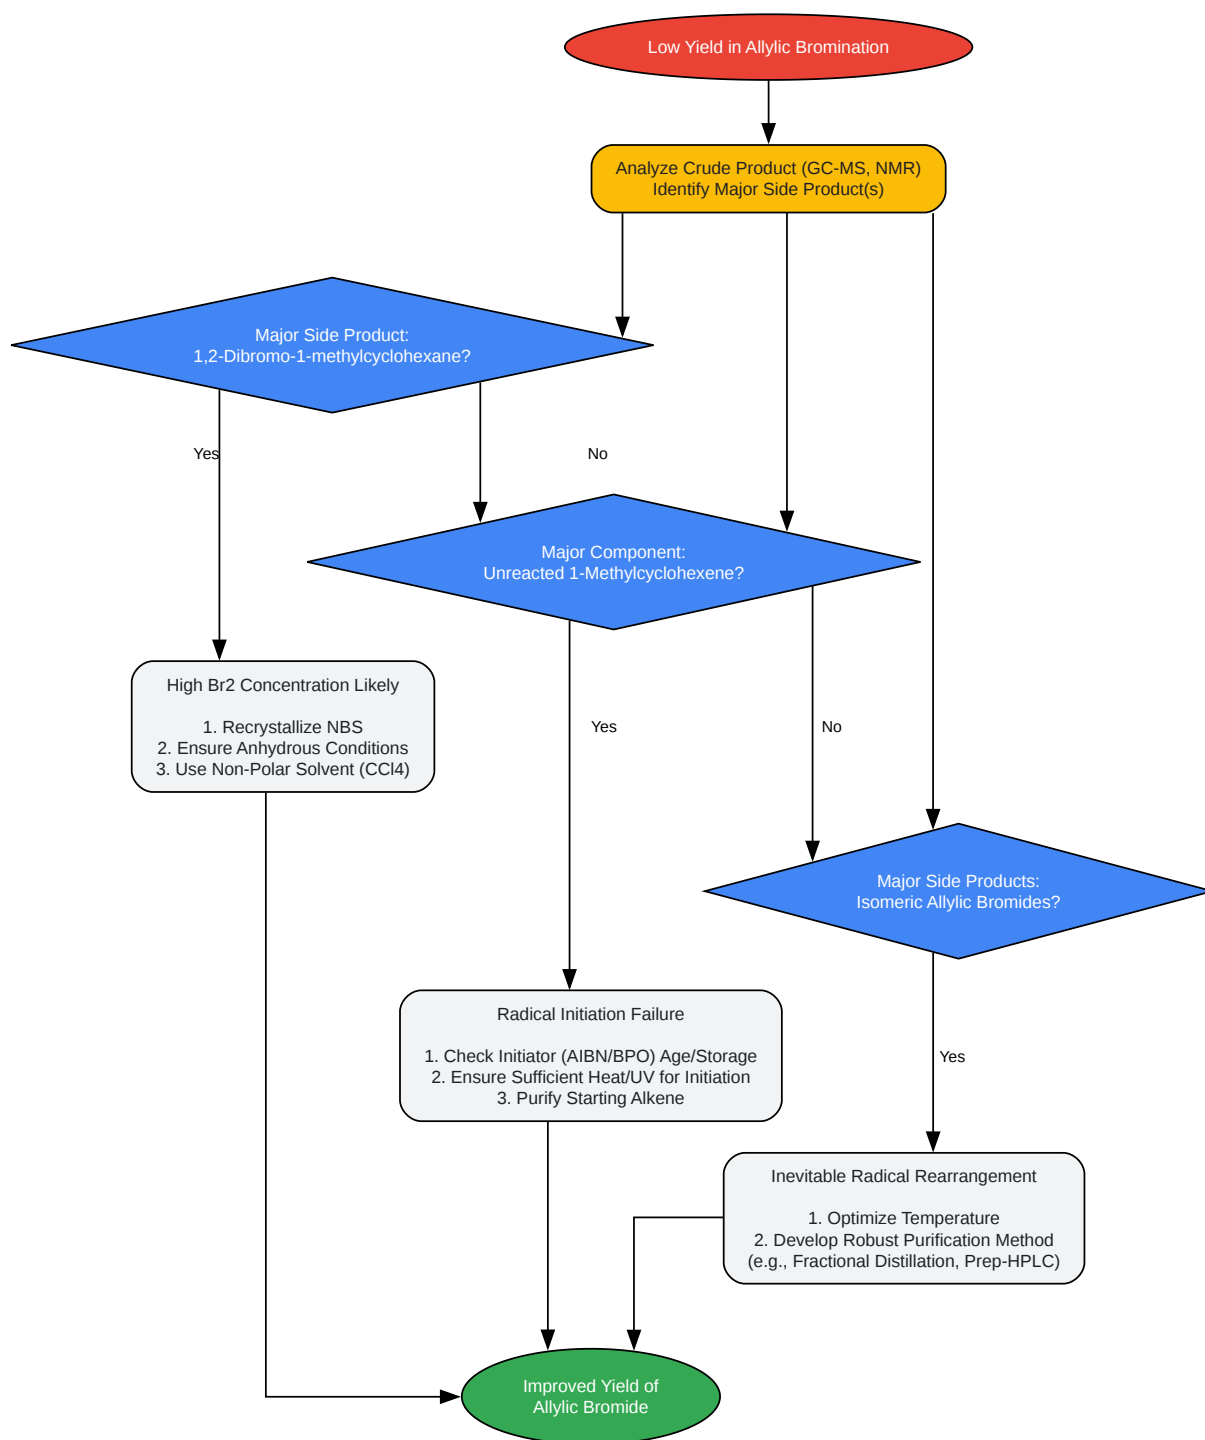 Low Yield in Allylic Bromination
Analyze Crude Product (GC-MS, NMR)
Identify Major Side Product(s)
Major Side Product:
1,2-Dibromo-1-methylcyclohexane?
Yes
No
Major Component:
Unreacted 1-Methylcyclohexene?
High Br2 Concentration Likely
1. Recrystallize NBS
2. Ensure Anhydrous Conditions
3. Use Non-Polar Solvent (CCl4)
Yes
No
Major Side Products:
Isomeric Allylic Bromides?
Radical Initiation Failure
1. Check Initiator (AIBN/BPO) Age/Storage
2. Ensure Sufficient Heat/UV for Initiation
3. Purify Starting Alkene
Yes
Inevitable Radical Rearrangement
1. Optimize Temperature
2. Develop Robust Purification Method
(e.g., Fractional Distillation, Prep-HPLC)
Improved Yield of
Allylic Bromide